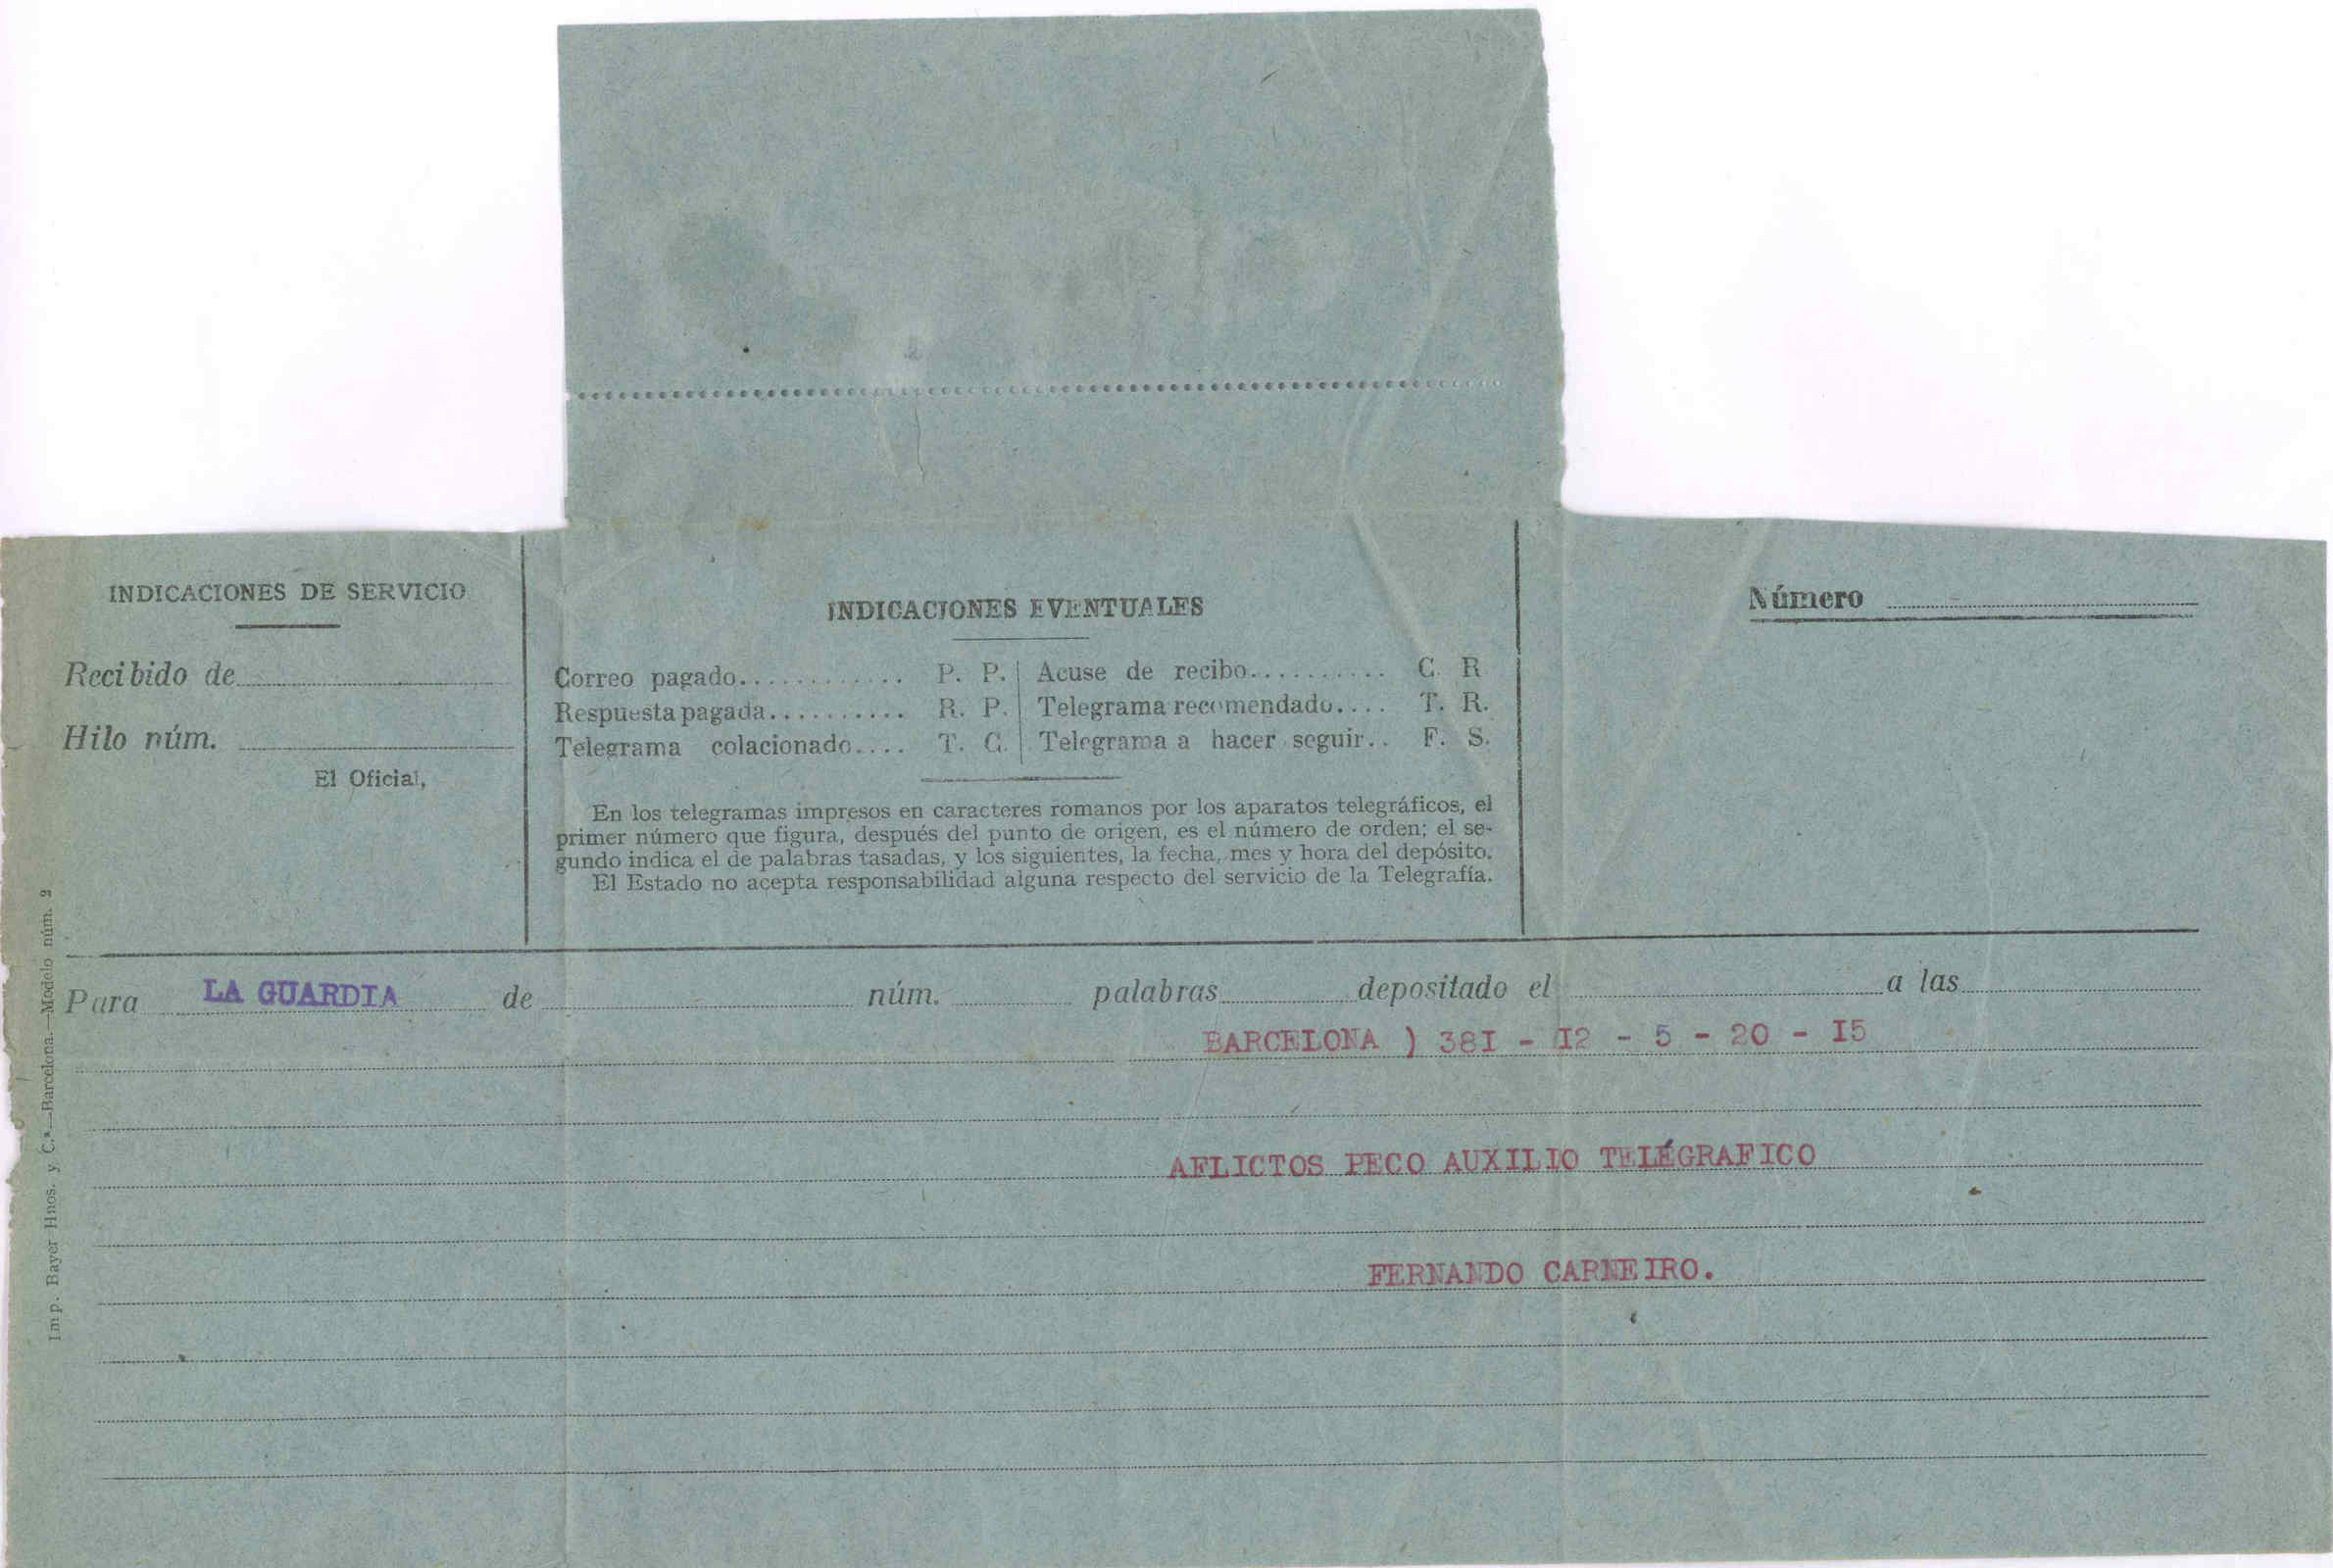 INDICACIONES DE SERVICIO
Recibido de
Hilo núm.
El Oficial,
INDICACIONES EVENTUALES
Correo pagado............ P. P. Acuse de recibo.......... C. R
Respuesta pagada.......... R. P. Telegrama recomendado.... T. R.
Telegrama colacionado.... T. C. Telegrama a hacer seguir.. F. S.
En los telegramas impresos en caracteres romanos por los aparatos telegráficos, el
primer número que figura, después del punto de origen, es el número de orden; el se-
gundo indica el de palabras tasadas, y los siguientes, la fecha, mes y hora del depósito.
El Estado no acepta responsabilidad alguna respecto del servicio de la Telegrafía.
Número
Para LA GUARDIA de núm. palabras depositado el a las
BARCELONA ) 38I - I2 - 5 - 20 - I5
AFLICTOS PECO AUXILIO TELÉGRAFICO
FERNANDO CARNEIRO.
Imp. Bayer Hnos. y C.ª—Barcelona.—Modelo núm. 2